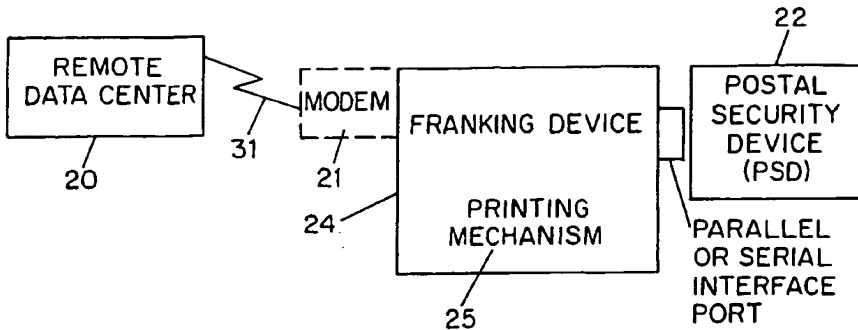 REMOTE
DATA CENTER
20
31
MODEM
21
FRANKING DEVICE
24
PRINTING
MECHANISM
25
22
POSTAL
SECURITY
DEVICE
(PSD)
PARALLEL
OR SERIAL
INTERFACE
PORT